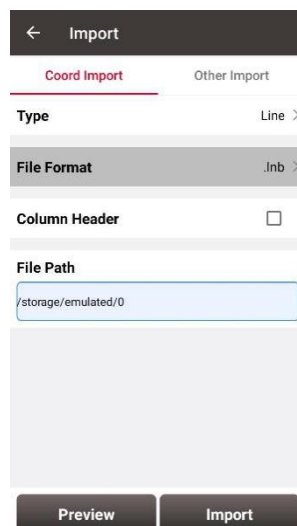 Import
Coord Import Other Import
Type Line
File Format .lnb
Column Header
File Path
/storage/emulated/0
Preview Import